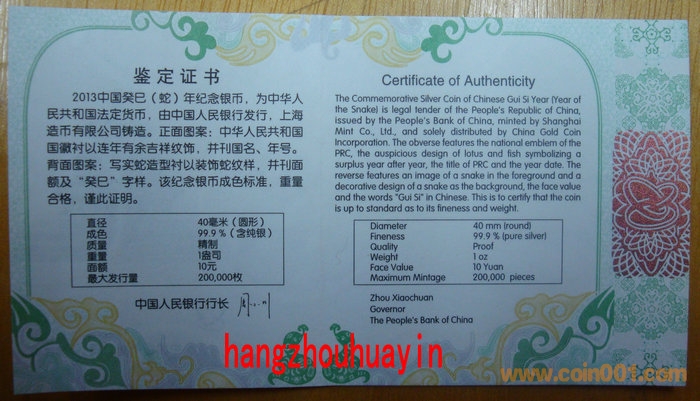 鉴定证书
2013中国癸巳（蛇）年纪念银币，为中华人
民共和国法定货币，由中国人民银行发行，上海
造币有限公司铸造。正面图案：中华人民共和国
国徽衬以连年有余吉祥纹饰，并刊国名、年号。
背面图案：写实蛇造型衬以装饰蛇纹样，并刊面
额及“癸巳”字样。该纪念银币成色标准，重量
合格，谨此证明。
直径 40毫米（圆形）
成色 99.9％（含纯银）
质量 精制
重量 1盎司
面额 10元
最大发行量 200,000枚
中国人民银行行长
Certificate of Authenticity
The Commemorative Silver Coin of Chinese Gui Si Year (Year of
the Snake) is legal tender of the People's Republic of China,
issued by the People's Bank of China, minted by Shanghai
Mint Co., Ltd., and solely distributed by China Gold Coin
Incorporation. The obverse features the national emblem of the
PRC, the auspicious design of lotus and fish symbolizing a
surplus year after year, the title of PRC and the year date. The
reverse features an image of a snake in the foreground and a
decorative design of a snake as the background, the face value
and the words "Gui Si" in Chinese. This is to certify that the coin
is up to standard as to its fineness and weight.
Diameter 40 mm (round)
Fineness 99.9 % (pure silver)
Quality Proof
Weight 1 oz
Face Value 10 Yuan
Maximum Mintage 200,000 pieces
Zhou Xiaochuan
Governor
The People's Bank of China
hangzhouhuayin
www.coin001.com